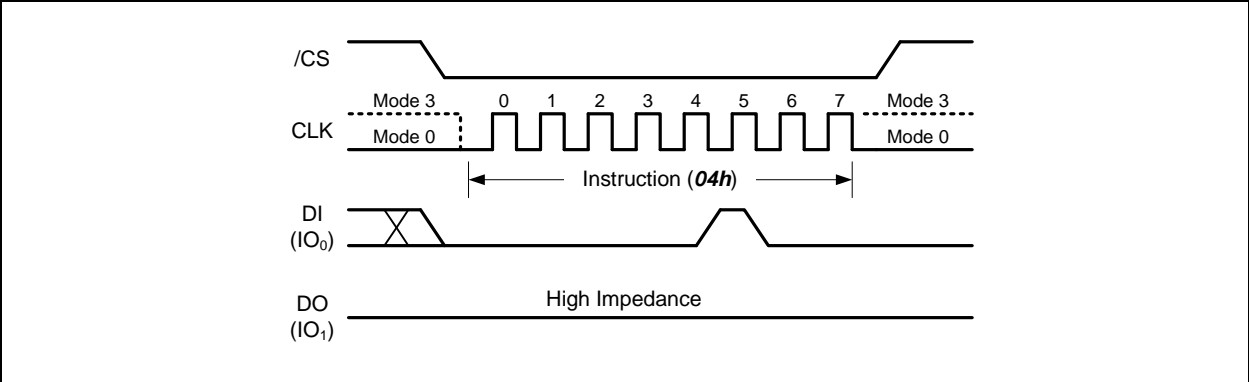 /CS
Mode 3 0 1 2 3 4 5 6 7 Mode 3
CLK
Mode 0 Mode 0
Instruction (04h)
DI
(IO₀)
High Impedance
DO
(IO₁)